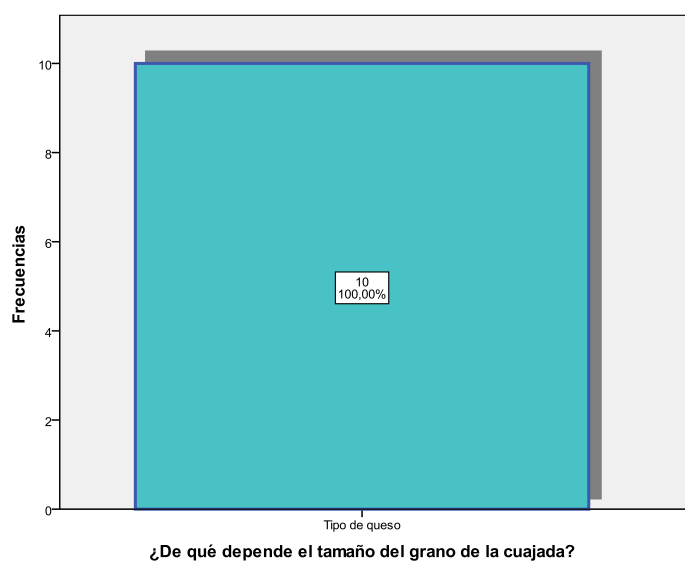 Frecuencias
10
8
6
4
2
0
10
100,00%
Tipo de queso
¿De qué depende el tamaño del grano de la cuajada?